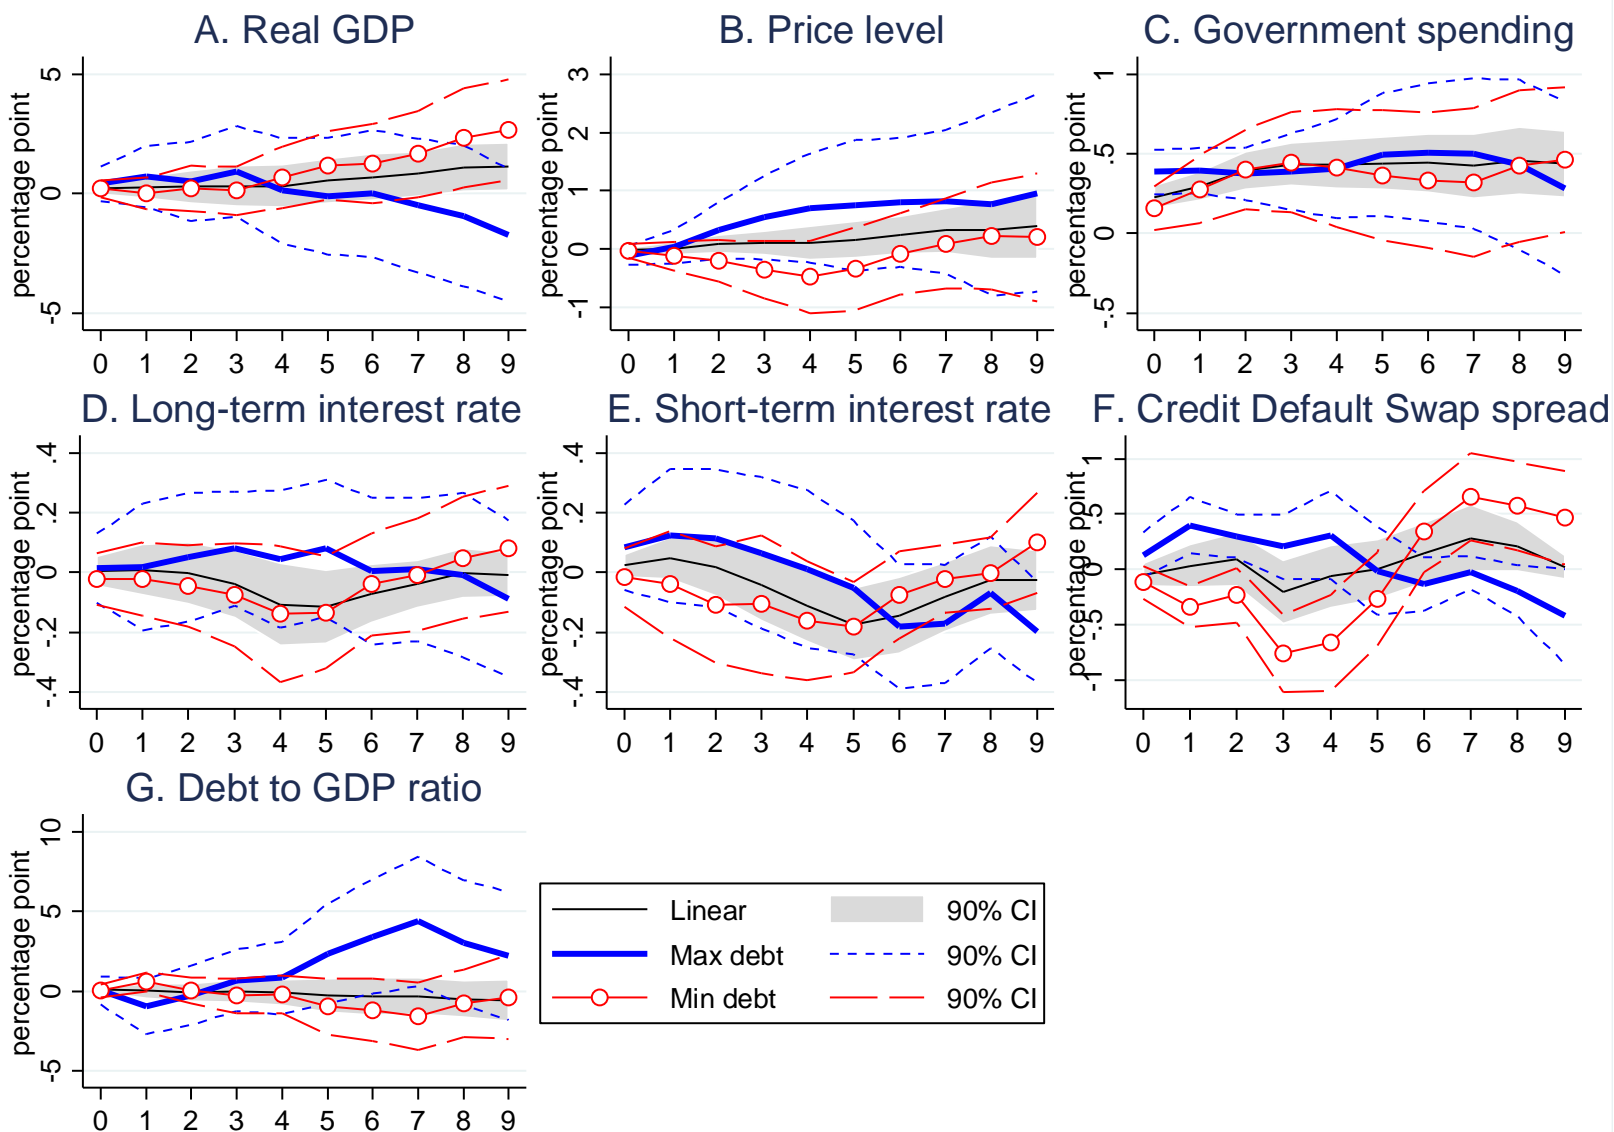 A. Real GDP
B. Price level
C. Government spending
percentage point
5
0
-5
0 1 2 3 4 5 6 7 8 9
percentage point
3
2
1
0
-1
0 1 2 3 4 5 6 7 8 9
percentage point
1
.5
0
-.5
0 1 2 3 4 5 6 7 8 9
D. Long-term interest rate
E. Short-term interest rate
F. Credit Default Swap spread
percentage point
.4
.2
0
-.2
-.4
0 1 2 3 4 5 6 7 8 9
percentage point
.4
.2
0
-.2
-.4
0 1 2 3 4 5 6 7 8 9
percentage point
1
.5
0
-.5
-1
0 1 2 3 4 5 6 7 8 9
G. Debt to GDP ratio
percentage point
10
5
0
-5
0 1 2 3 4 5 6 7 8 9
Linear 90% CI
Max debt 90% CI
Min debt 90% CI